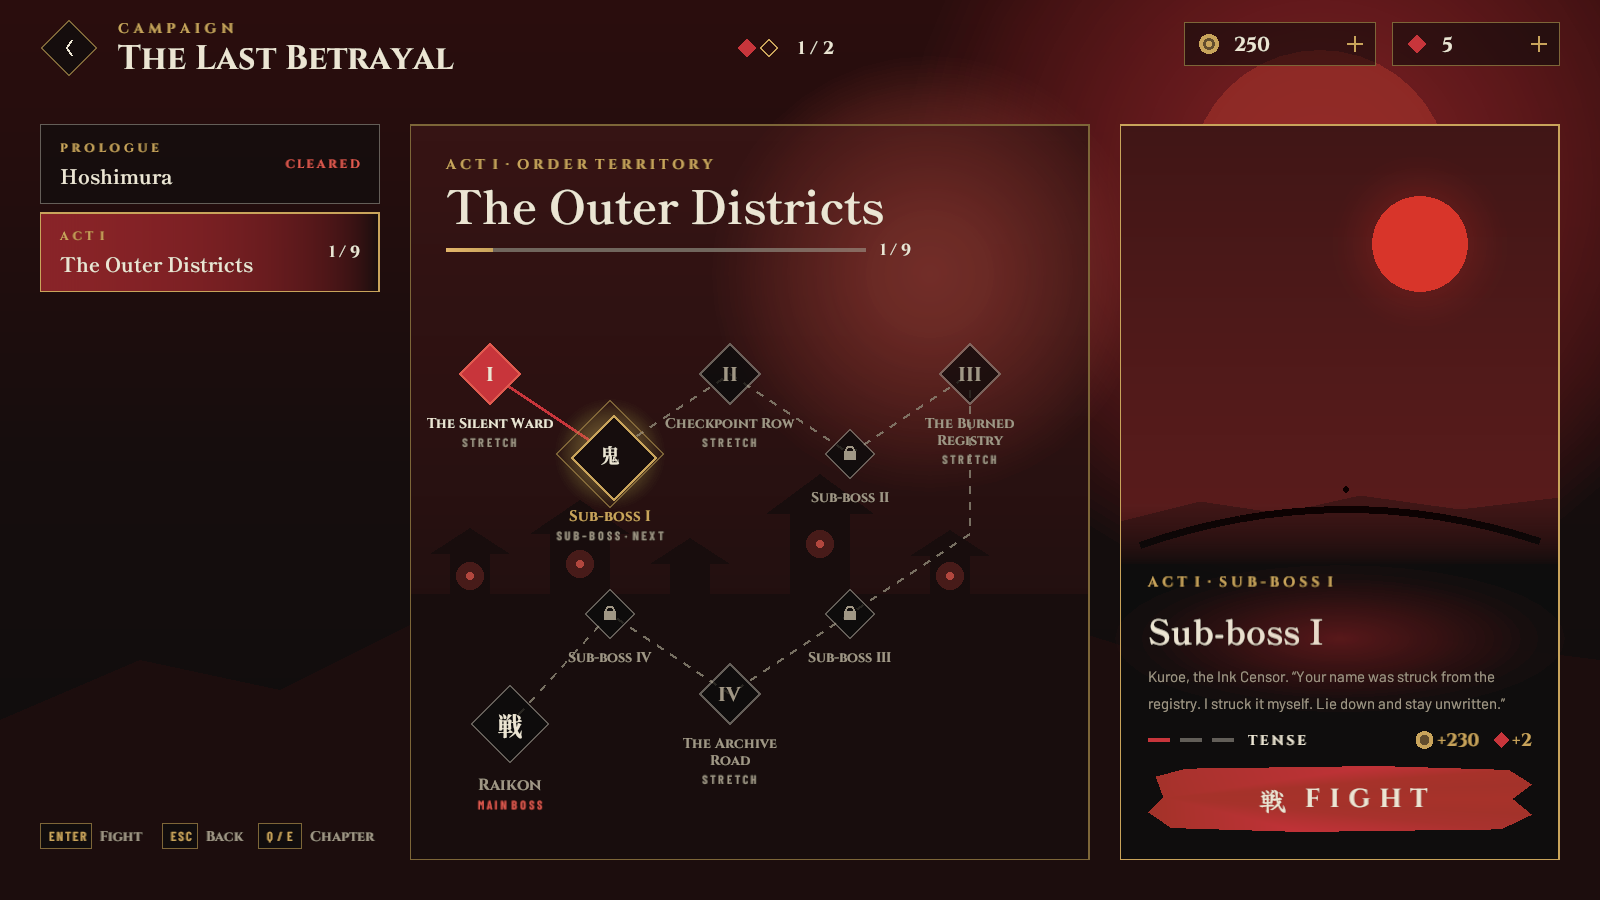 CAMPAIGN
The Last Betrayal
1 / 2
250
5
PROLOGUE
Hoshimura
CLEARED
ACT I
The Outer Districts
1 / 9
ACT I · ORDER TERRITORY
The Outer Districts
1 / 9
I
The Silent Ward
STRETCH
鬼
Sub-boss I
SUB-BOSS · NEXT
II
Checkpoint Row
STRETCH
Sub-boss II
III
The Burned
Registry
STRETCH
Sub-boss IV
Sub-boss III
IV
The Archive
Road
STRETCH
戦
Raikon
MAIN BOSS
ACT I · SUB-BOSS I
Sub-boss I
Kuroe, the Ink Censor. “Your name was struck from the
registry. I struck it myself. Lie down and stay unwritten.”
TENSE
+230
+2
戦 FIGHT
ENTER Fight
ESC Back
Q / E Chapter